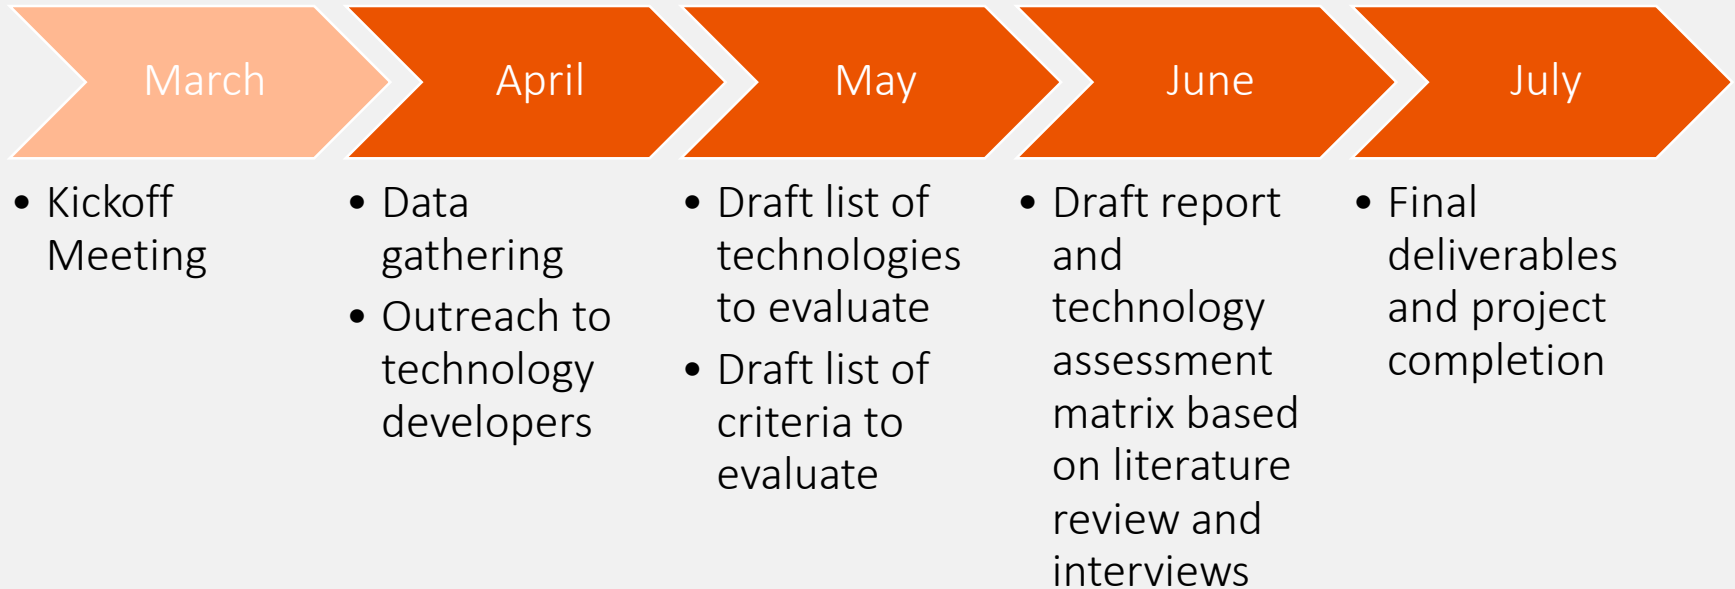 March
April
May
June
July
• Kickoff
Meeting
• Data
gathering
• Outreach to
technology
developers
• Draft list of
technologies
to evaluate
• Draft list of
criteria to
evaluate
• Draft report
and
technology
assessment
matrix based
on literature
review and
interviews
• Final
deliverables
and project
completion